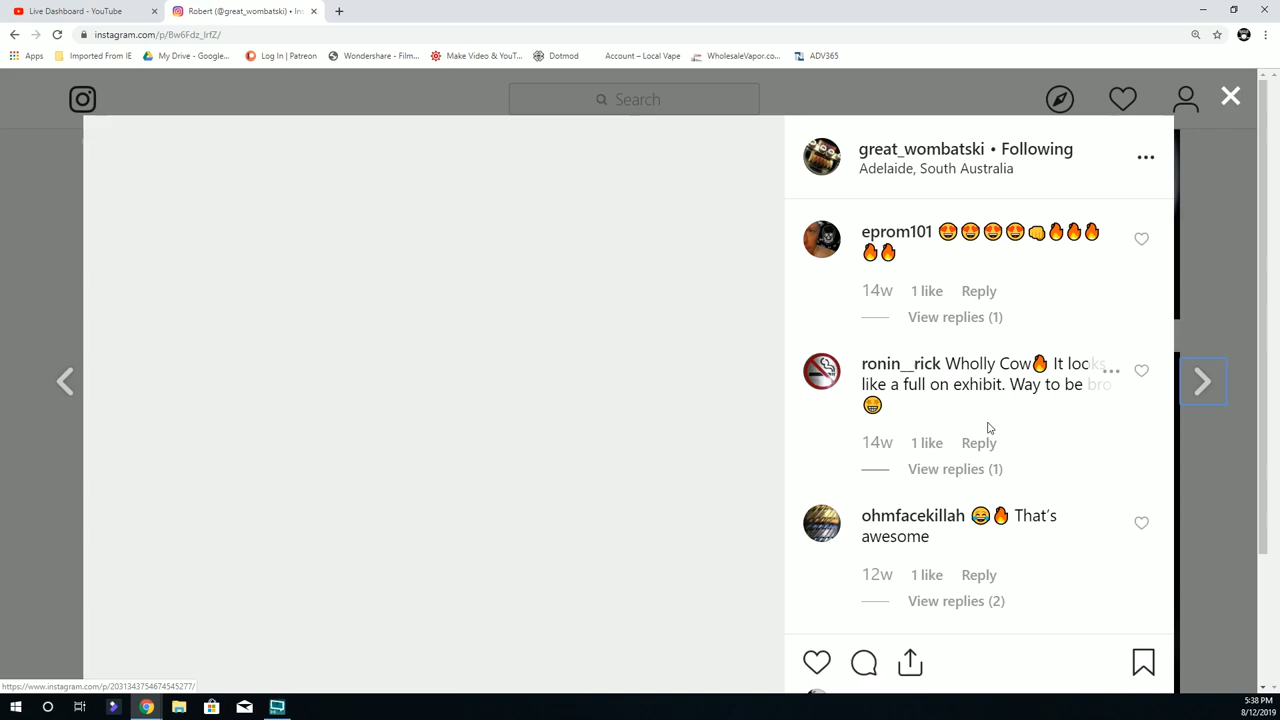 Live Dashboard - YouTube
Robert (@great_wombatski) • Ins
instagram.com/p/Bw6Fdz_lrfZ/
Apps
Imported From IE
My Drive - Google...
Log In | Patreon
Wondershare - Film...
Make Video & YouT...
Dotmod
Account – Local Vape
WholesaleVapor.co...
ADV365
Search
great_wombatski • Following
Adelaide, South Australia
eprom101 😍😍😍😍👊🔥🔥🔥
🔥🔥
14w 1 like Reply
View replies (1)
ronin__rick Wholly Cow🔥 It looks
like a full on exhibit. Way to be bro
🤩
14w 1 like Reply
View replies (1)
ohmfacekillah 😂🔥 That's
awesome
12w 1 like Reply
View replies (2)
https://www.instagram.com/p/2031343754674545277/
5:38 PM
8/12/2019